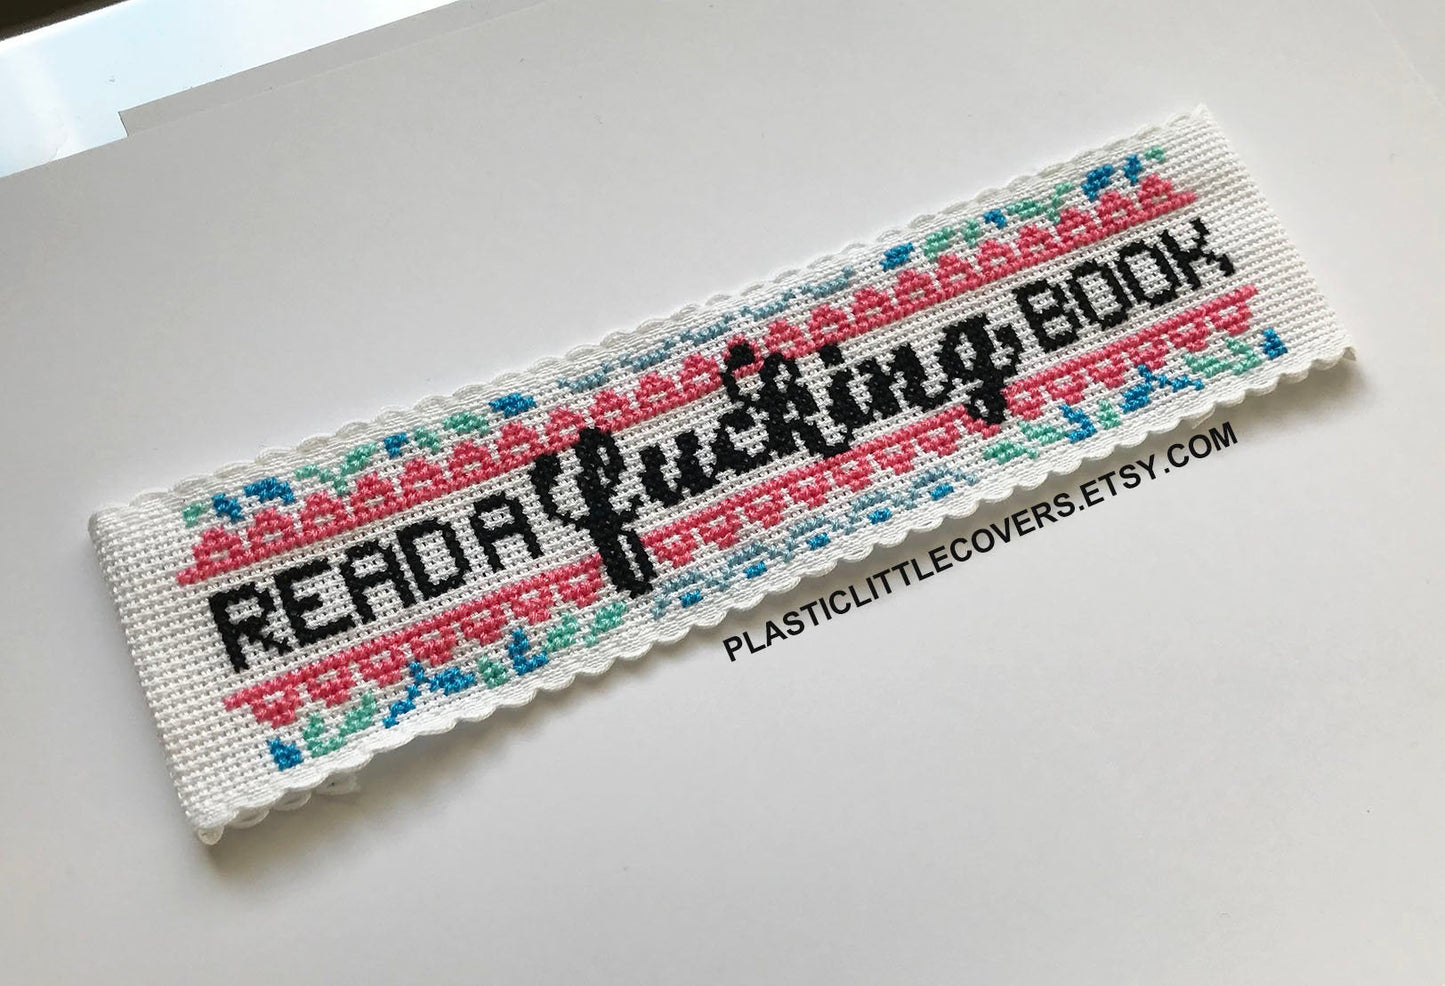 READ A fucking BOOK
PLASTICLITTLECOVERS.ETSY.COM